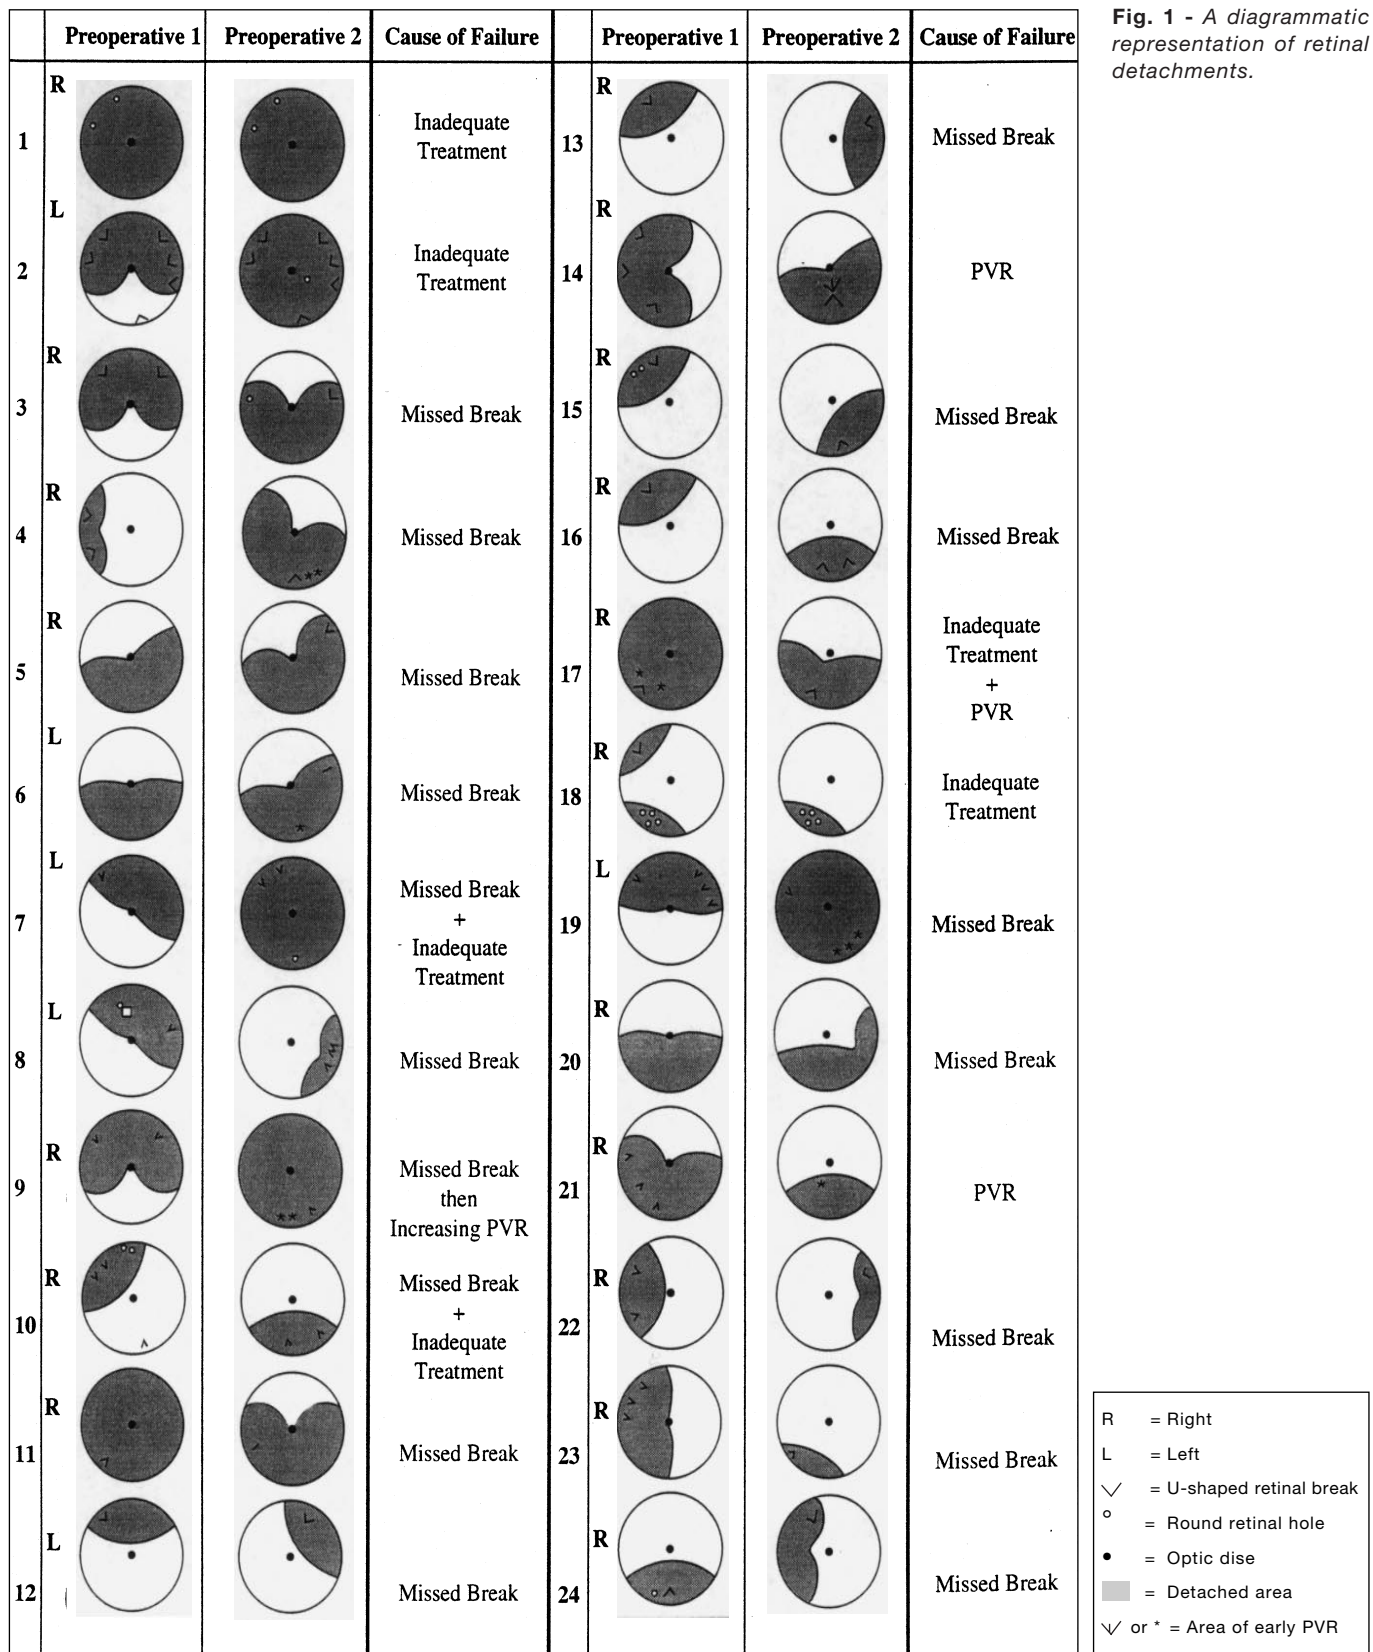 Preoperative 1 Preoperative 2 Cause of Failure
R
1
Inadequate
Treatment
L
2
Inadequate
Treatment
R
3
Missed Break
R
4
Missed Break
R
5
Missed Break
L
6
Missed Break
L
7
Missed Break
+
Inadequate
Treatment
L
8
Missed Break
R
9
Missed Break
then
Increasing PVR
R
10
Missed Break
+
Inadequate
Treatment
R
11
Missed Break
L
12
Missed Break
Preoperative 1 Preoperative 2 Cause of Failure
R
13
Missed Break
R
14
PVR
R
15
Missed Break
R
16
Missed Break
R
17
Inadequate
Treatment
+
PVR
R
18
Inadequate
Treatment
L
19
Missed Break
R
20
Missed Break
R
21
PVR
R
22
Missed Break
R
23
Missed Break
R
24
Missed Break
Fig. 1 - A diagrammatic
representation of retinal
detachments.
R = Right
L = Left
= U-shaped retinal break
= Round retinal hole
= Optic dise
= Detached area
or * = Area of early PVR